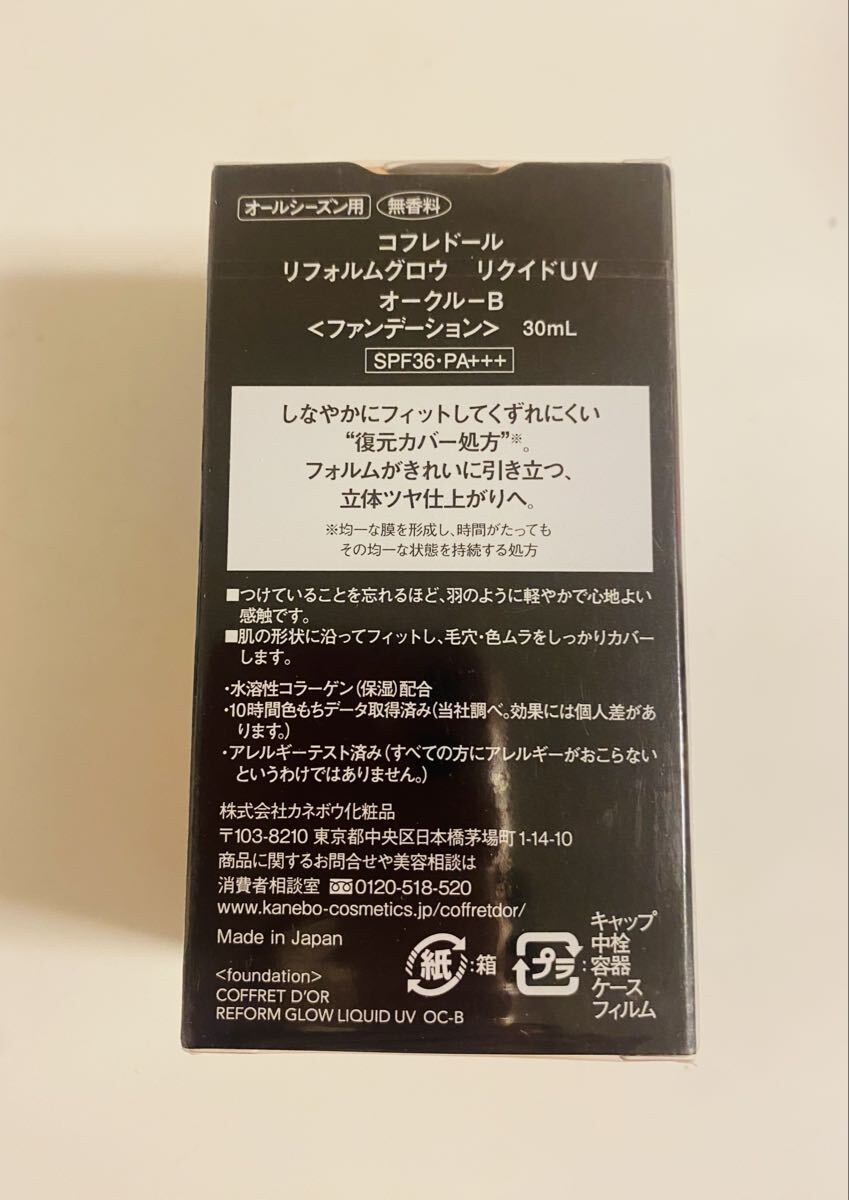 オールシーズン用 無香料
コフレドール
リフォルムグロウ リクイドUV
オークル－B
＜ファンデーション＞ 30mL
SPF36・PA+++
しなやかにフィットしてくずれにくい
“復元カバー処方”※。
フォルムがきれいに引き立つ、
立体ツヤ仕上がりへ。
※均一な膜を形成し、時間がたっても
その均一な状態を持続する処方
■つけていることを忘れるほど、羽のように軽やかで心地よい
感触です。
■肌の形状に沿ってフィットし、毛穴・色ムラをしっかりカバー
します。
・水溶性コラーゲン（保湿）配合
・10時間色もちデータ取得済み（当社調べ。効果には個人差があ
ります。）
・アレルギーテスト済み（すべての方にアレルギーがおこらない
というわけではありません。）
株式会社カネボウ化粧品
〒103-8210 東京都中央区日本橋茅場町1-14-10
商品に関するお問合せや美容相談は
消費者相談室 0120-518-520
www.kanebo-cosmetics.jp/coffretdor/
Made in Japan
紙:箱
プラ:
キャップ
中栓
容器
ケース
フィルム
<foundation>
COFFRET D'OR
REFORM GLOW LIQUID UV OC-B